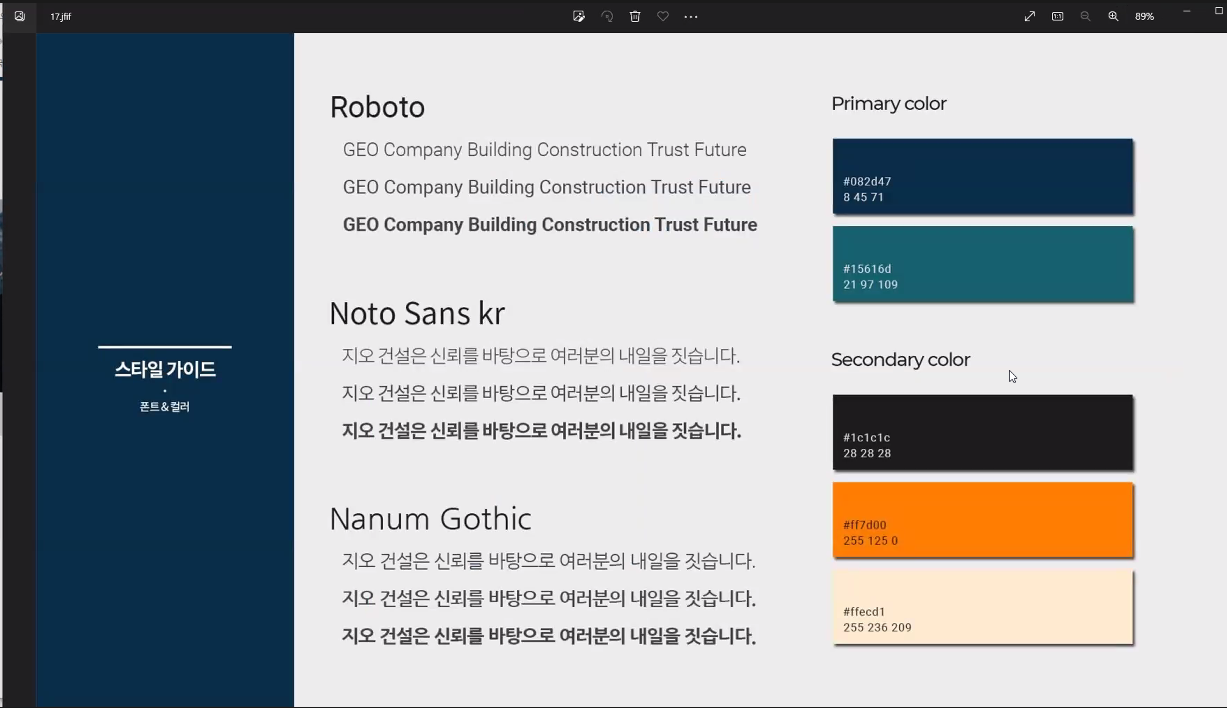 17.jfif
89%
스타일 가이드
폰트&컬러
Roboto
GEO Company Building Construction Trust Future
GEO Company Building Construction Trust Future
GEO Company Building Construction Trust Future
Noto Sans kr
지오 건설은 신뢰를 바탕으로 여러분의 내일을 짓습니다.
지오 건설은 신뢰를 바탕으로 여러분의 내일을 짓습니다.
지오 건설은 신뢰를 바탕으로 여러분의 내일을 짓습니다.
Nanum Gothic
지오 건설은 신뢰를 바탕으로 여러분의 내일을 짓습니다.
지오 건설은 신뢰를 바탕으로 여러분의 내일을 짓습니다.
지오 건설은 신뢰를 바탕으로 여러분의 내일을 짓습니다.
Primary color
#082d47
8 45 71
#15616d
21 97 109
Secondary color
#1c1c1c
28 28 28
#ff7d00
255 125 0
#ffecd1
255 236 209